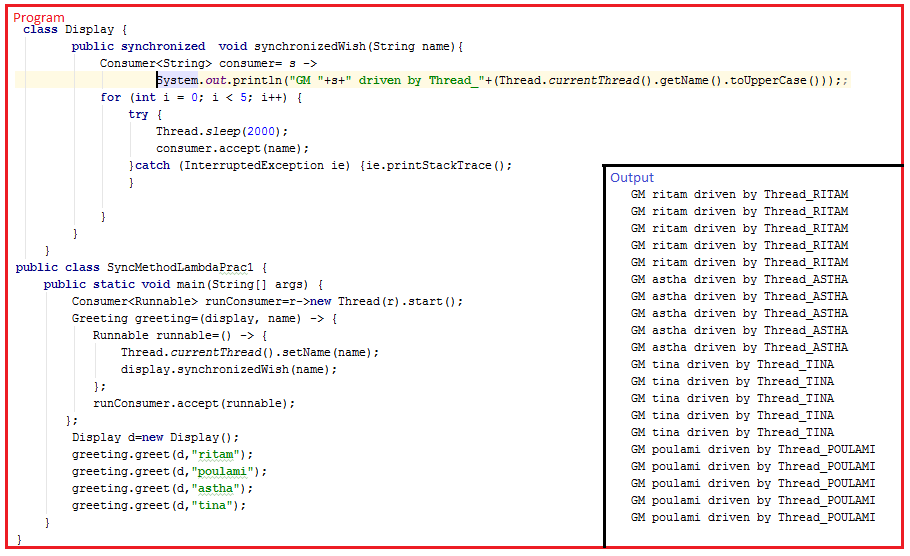 Program
class Display {
public synchronized void synchronizedWish(String name){
Consumer<String> consumer= s ->
System.out.println("GM "+s+" driven by Thread_"+(Thread.currentThread().getName().toUpperCase()));;
for (int i = 0; i < 5; i++) {
try {
Thread.sleep(2000);
consumer.accept(name);
}catch (InterruptedException ie) {ie.printStackTrace();
}
}
}
}
public class SyncMethodLambdaPrac1 {
public static void main(String[] args) {
Consumer<Runnable> runConsumer=r->new Thread(r).start();
Greeting greeting=(display, name) -> {
Runnable runnable=() -> {
Thread.currentThread().setName(name);
display.synchronizedWish(name);
};
runConsumer.accept(runnable);
};
Display d=new Display();
greeting.greet(d,"ritam");
greeting.greet(d,"poulami");
greeting.greet(d,"astha");
greeting.greet(d,"tina");
}
}
Output
GM ritam driven by Thread_RITAM
GM ritam driven by Thread_RITAM
GM ritam driven by Thread_RITAM
GM ritam driven by Thread_RITAM
GM ritam driven by Thread_RITAM
GM astha driven by Thread_ASTHA
GM astha driven by Thread_ASTHA
GM astha driven by Thread_ASTHA
GM astha driven by Thread_ASTHA
GM astha driven by Thread_ASTHA
GM tina driven by Thread_TINA
GM tina driven by Thread_TINA
GM tina driven by Thread_TINA
GM tina driven by Thread_TINA
GM tina driven by Thread_TINA
GM poulami driven by Thread_POULAMI
GM poulami driven by Thread_POULAMI
GM poulami driven by Thread_POULAMI
GM poulami driven by Thread_POULAMI
GM poulami driven by Thread_POULAMI